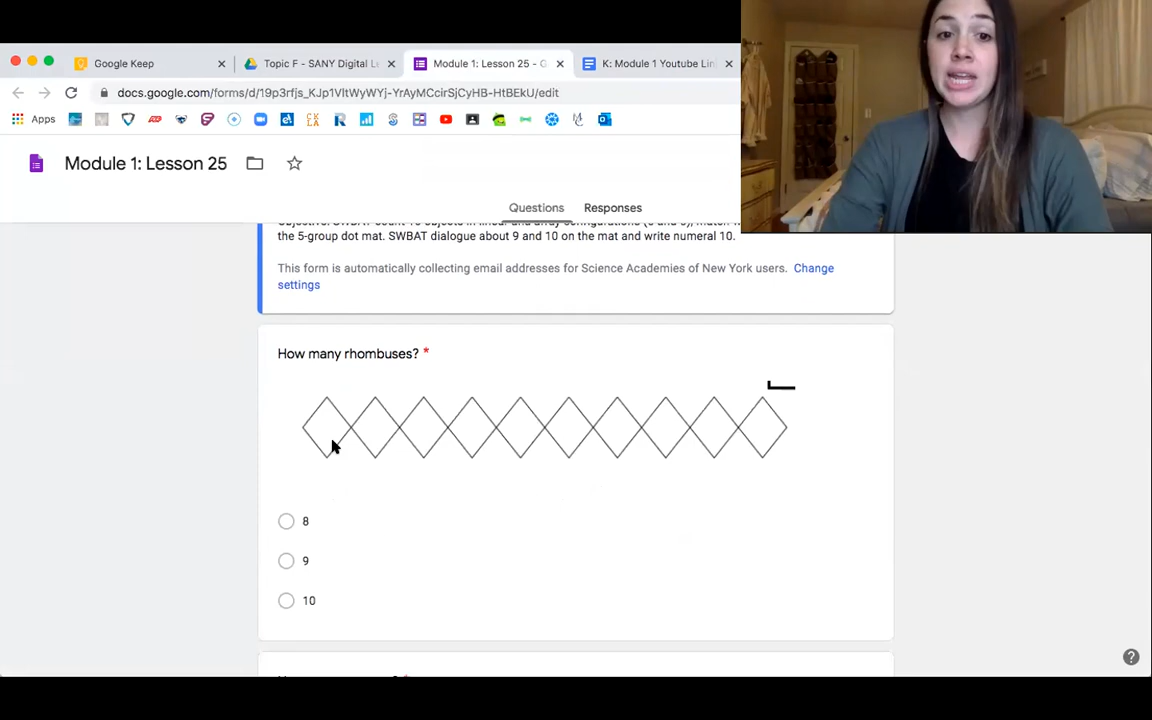 Google Keep
Topic F - SANY Digital Le
Module 1: Lesson 25 - G
K: Module 1 Youtube Lin
docs.google.com/forms/d/19p3rfjs_KJp1VltWyWYj-YrAyMCcirSjCyHB-HtBEkU/edit
Apps
Module 1: Lesson 25
Questions
Responses
the 5-group dot mat. SWBAT dialogue about 9 and 10 on the mat and write numeral 10.
This form is automatically collecting email addresses for Science Academies of New York users. Change
settings
How many rhombuses? *
8
9
10